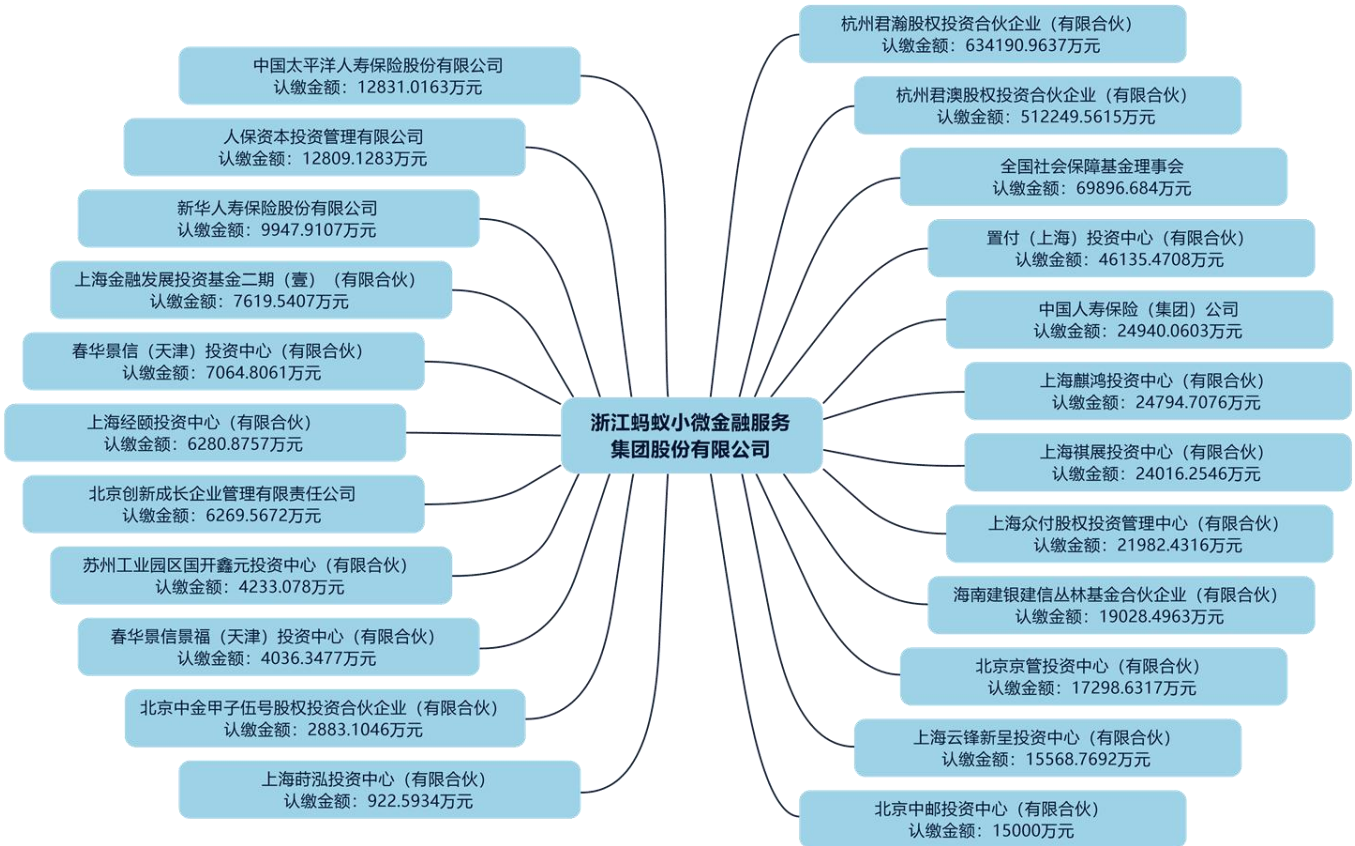 杭州君瀚股权投资合伙企业（有限合伙）
认缴金额：634190.9637万元
杭州君澳股权投资合伙企业（有限合伙）
认缴金额：512249.5615万元
全国社会保障基金理事会
认缴金额：69896.684万元
置付（上海）投资中心（有限合伙）
认缴金额：46135.4708万元
中国人寿保险（集团）公司
认缴金额：24940.0603万元
上海麒鸿投资中心（有限合伙）
认缴金额：24794.7076万元
上海祺展投资中心（有限合伙）
认缴金额：24016.2546万元
上海众付股权投资管理中心（有限合伙）
认缴金额：21982.4316万元
海南建银建信丛林基金合伙企业（有限合伙）
认缴金额：19028.4963万元
北京京管投资中心（有限合伙）
认缴金额：17298.6317万元
上海云锋新呈投资中心（有限合伙）
认缴金额：15568.7692万元
北京中邮投资中心（有限合伙）
认缴金额：15000万元
浙江蚂蚁小微金融服务
集团股份有限公司
中国太平洋人寿保险股份有限公司
认缴金额：12831.0163万元
人保资本投资管理有限公司
认缴金额：12809.1283万元
新华人寿保险股份有限公司
认缴金额：9947.9107万元
上海金融发展投资基金二期（壹）（有限合伙）
认缴金额：7619.5407万元
春华景信（天津）投资中心（有限合伙）
认缴金额：7064.8061万元
上海经颐投资中心（有限合伙）
认缴金额：6280.8757万元
北京创新成长企业管理有限责任公司
认缴金额：6269.5672万元
苏州工业园区国开鑫元投资中心（有限合伙）
认缴金额：4233.078万元
春华景信景福（天津）投资中心（有限合伙）
认缴金额：4036.3477万元
北京中金甲子伍号股权投资合伙企业（有限合伙）
认缴金额：2883.1046万元
上海莳泓投资中心（有限合伙）
认缴金额：922.5934万元